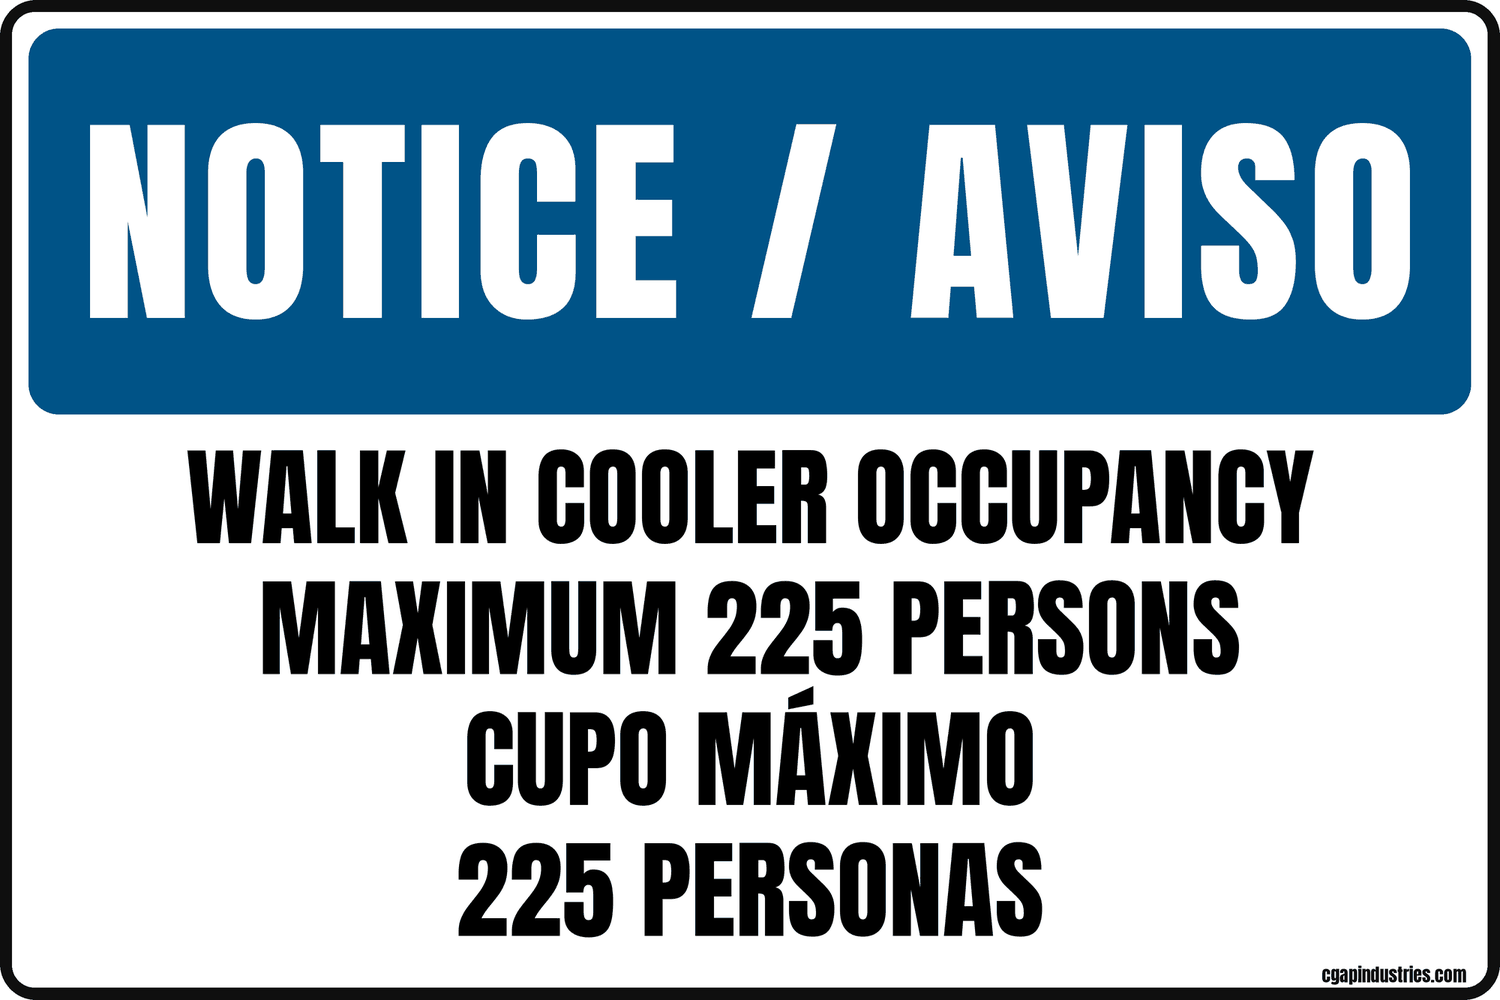 NOTICE / AVISO
WALK IN COOLER OCCUPANCY
MAXIMUM 225 PERSONS
CUPO MÁXIMO
225 PERSONAS
cgapindustries.com